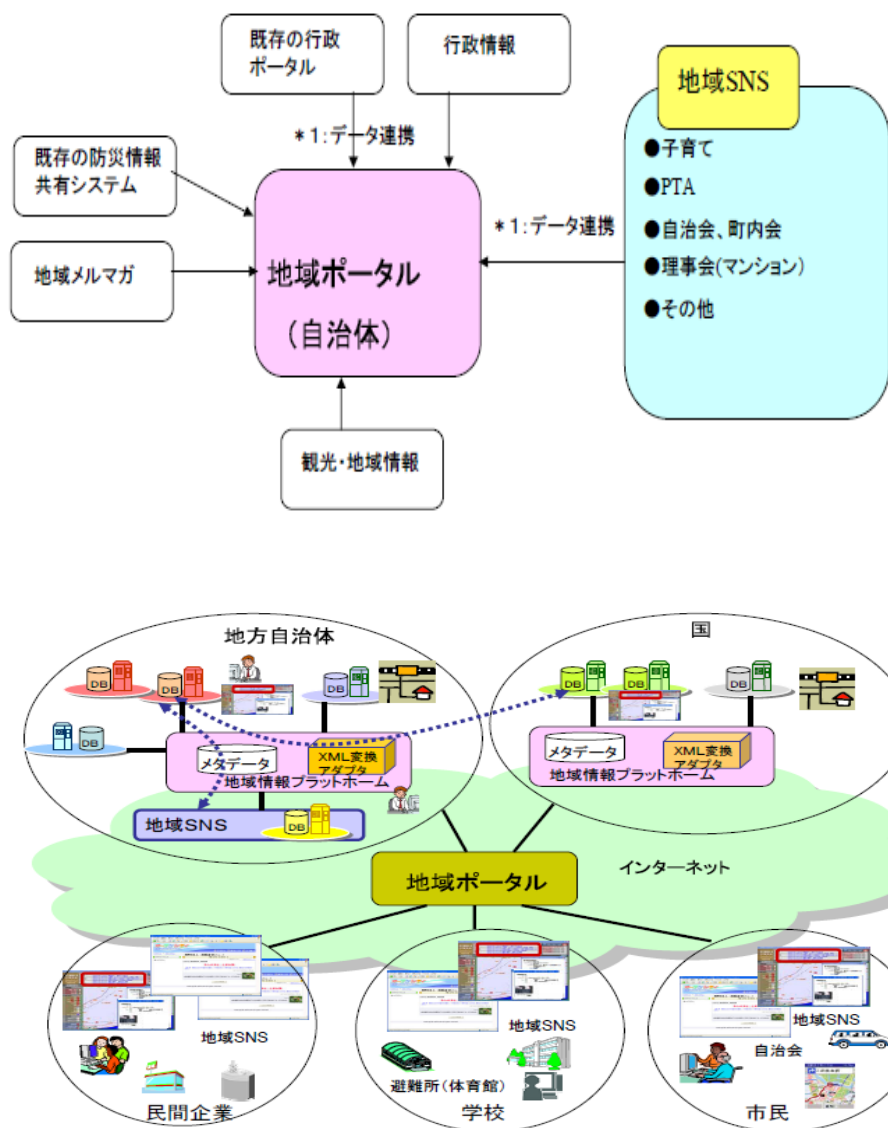 既存の行政
ポータル
行政情報
地域SNS
*1:データ連携
●子育て
既存の防災情報
共有システム
●PTA
*1:データ連携
●自治会、町内会
地域メルマガ
地域ポータル
●理事会(マンション)
(自治体)
●その他
観光・地域情報
地方自治体
国
DB
DB
DB
DB
DB
DB
DB
メタデータ
XML変換
アダプタ
地域情報プラットホーム
メタデータ
XML変換
アダプタ
地域情報プラットホーム
地域SNS
DB
インターネット
地域ポータル
地域SNS
地域SNS
地域SNS
自治会
避難所(体育館)
民間企業
学校
市民